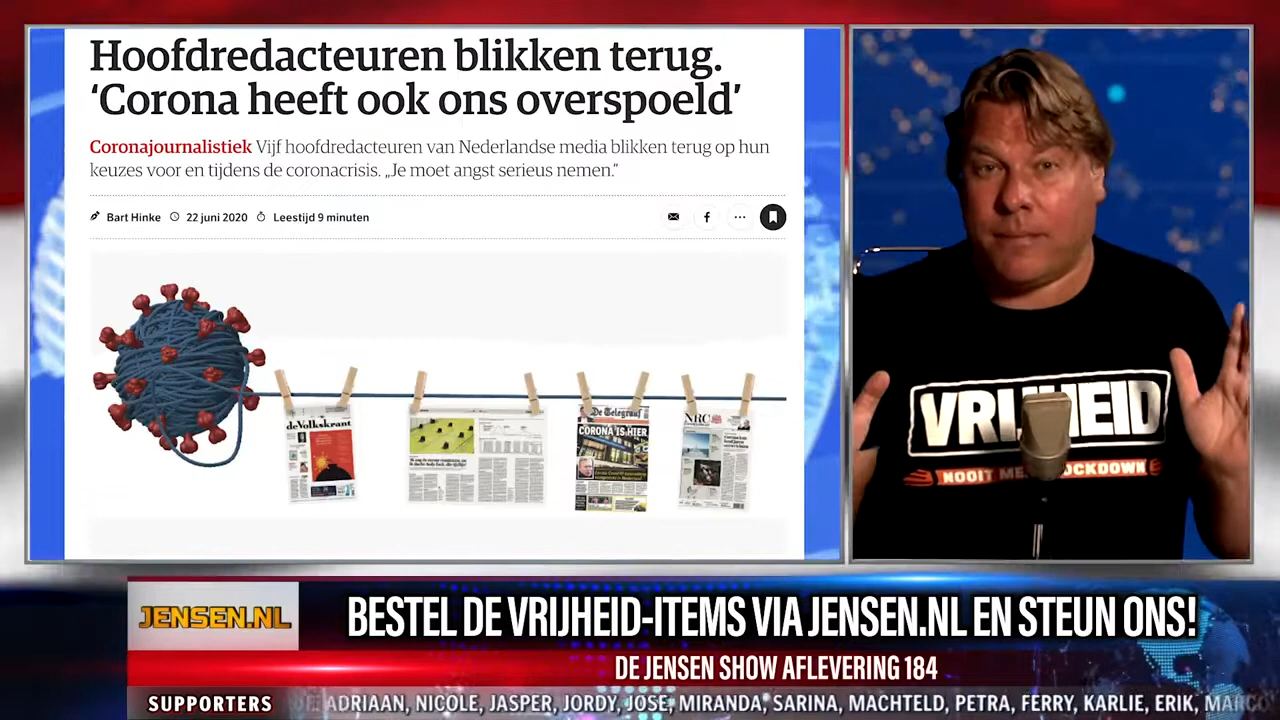 Hoofdredacteuren blikken terug.
‘Corona heeft ook ons overspoeld’
Coronajournalistiek Vijf hoofdredacteuren van Nederlandse media blikken terug op hun
keuzes voor en tijdens de coronacrisis. „Je moet angst serieus nemen.”
Bart Hinke 22 juni 2020 Leestijd 9 minuten
de Volkskrant
De Telegraaf
CORONA IS HIER
NRC
VRIJHEID
NOOIT MEER LOCKDOWN
JENSEN.NL
BESTEL DE VRIJHEID-ITEMS VIA JENSEN.NL EN STEUN ONS!
DE JENSEN SHOW AFLEVERING 184
SUPPORTERS ADRIAAN, NICOLE, JASPER, JORDY, JOSE, MIRANDA, SARINA, MACHTELD, PETRA, FERRY, KARLIE, ERIK,